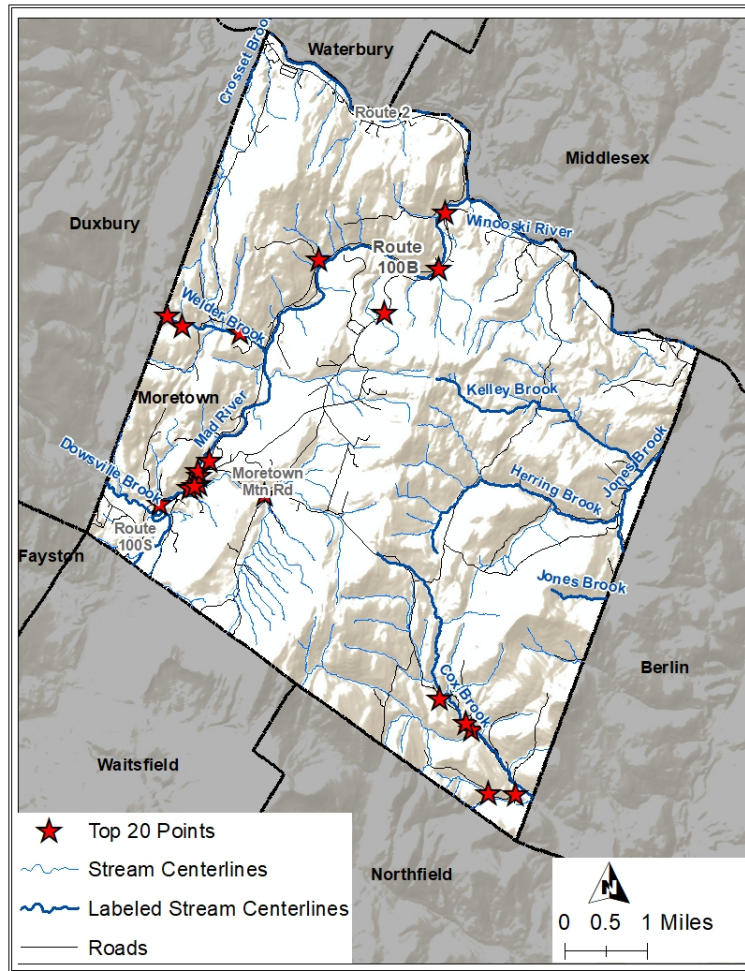 Crosset Brook
Waterbury
Route 2
Middlesex
Duxbury
Winooski River
Route
100B
Welder Brook
Kelley Brook
Moretown
Mad River
Jones Brook
Dowsville Brook
Moretown
Mtn Rd
Herring Brook
Route
100S
Fayston
Jones Brook
Berlin
Cox Brook
Waitsfield
Northfield
Top 20 Points
Stream Centerlines
Labeled Stream Centerlines
Roads
N
0 0.5 1 Miles